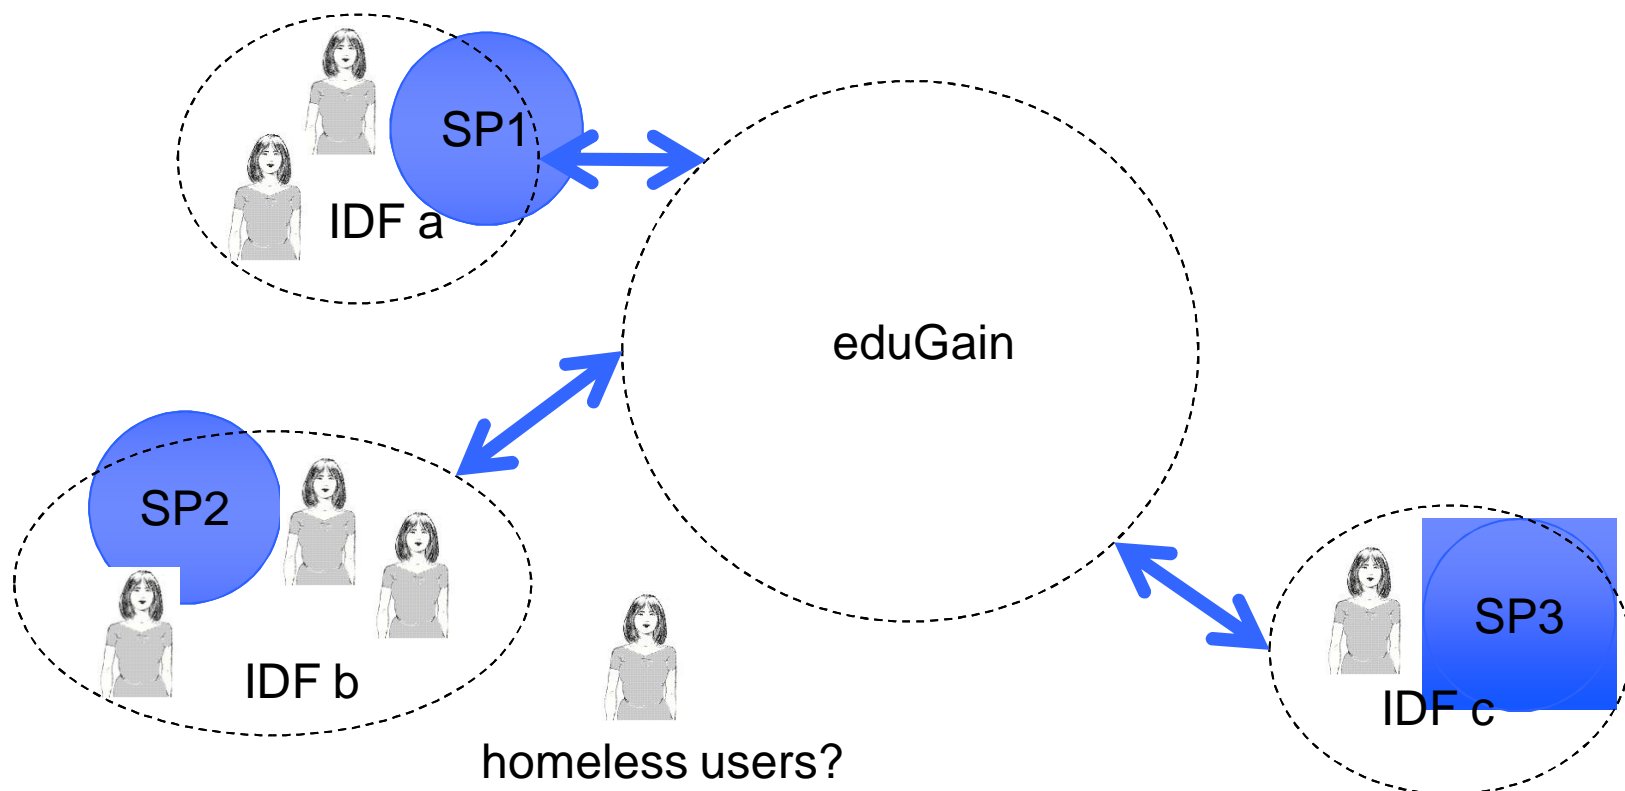 SP1
IDF a
eduGain
SP2
SP3
IDF b
IDF c
homeless users?